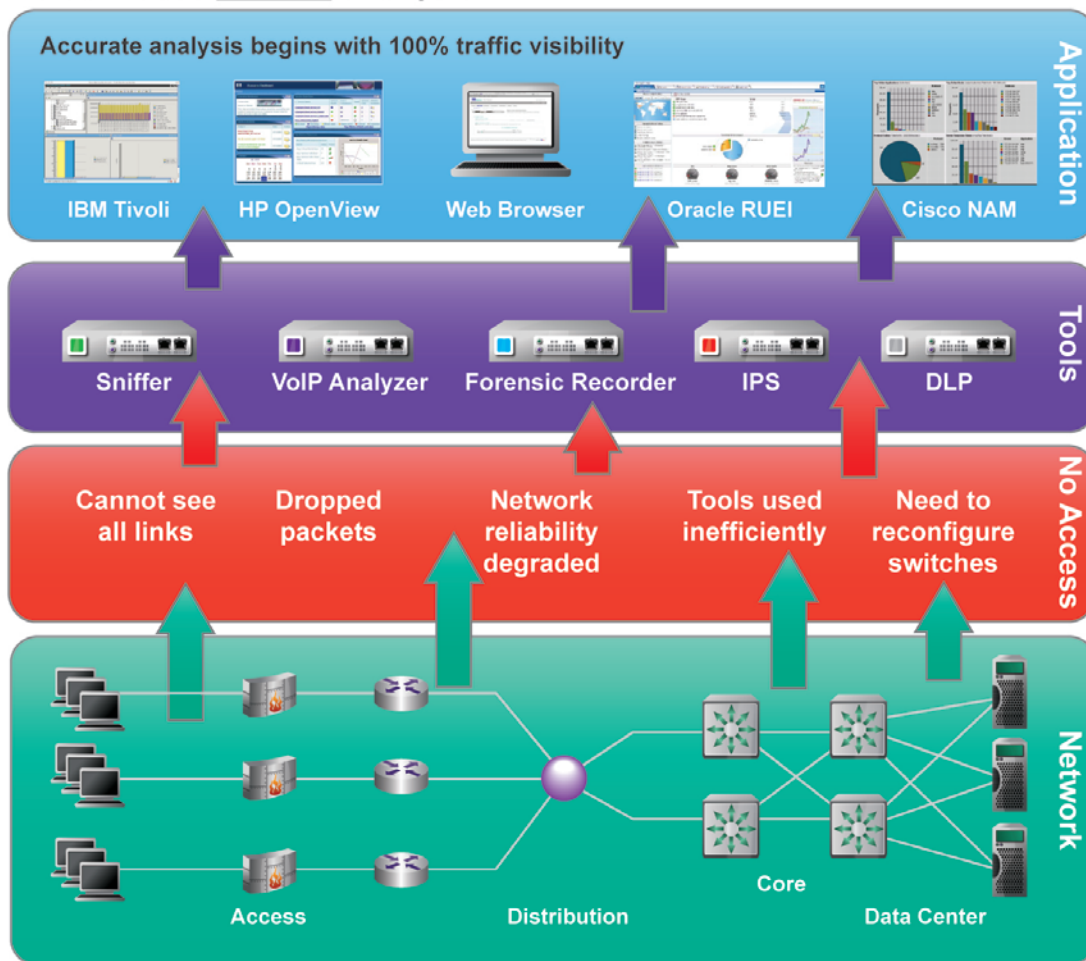 Accurate analysis begins with 100% traffic visibility
IBM Tivoli
HP OpenView
Web Browser
Oracle RUEI
Cisco NAM
Application
Sniffer
VoIP Analyzer
Forensic Recorder
IPS
DLP
Tools
Cannot see
all links
Dropped
packets
Network
reliability
degraded
Tools used
inefficiently
Need to
reconfigure
switches
No Access
Network
Access
Distribution
Core
Data Center